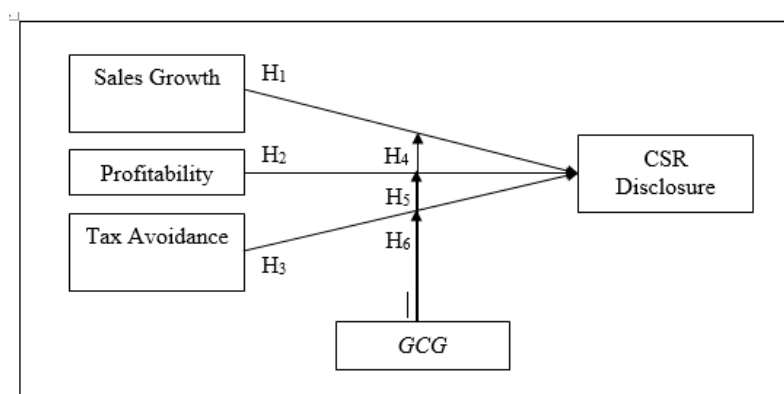 Sales Growth
H₁
Profitability
H₂
H₄
CSR
Disclosure
H₅
Tax Avoidance
H₆
H₃
GCG